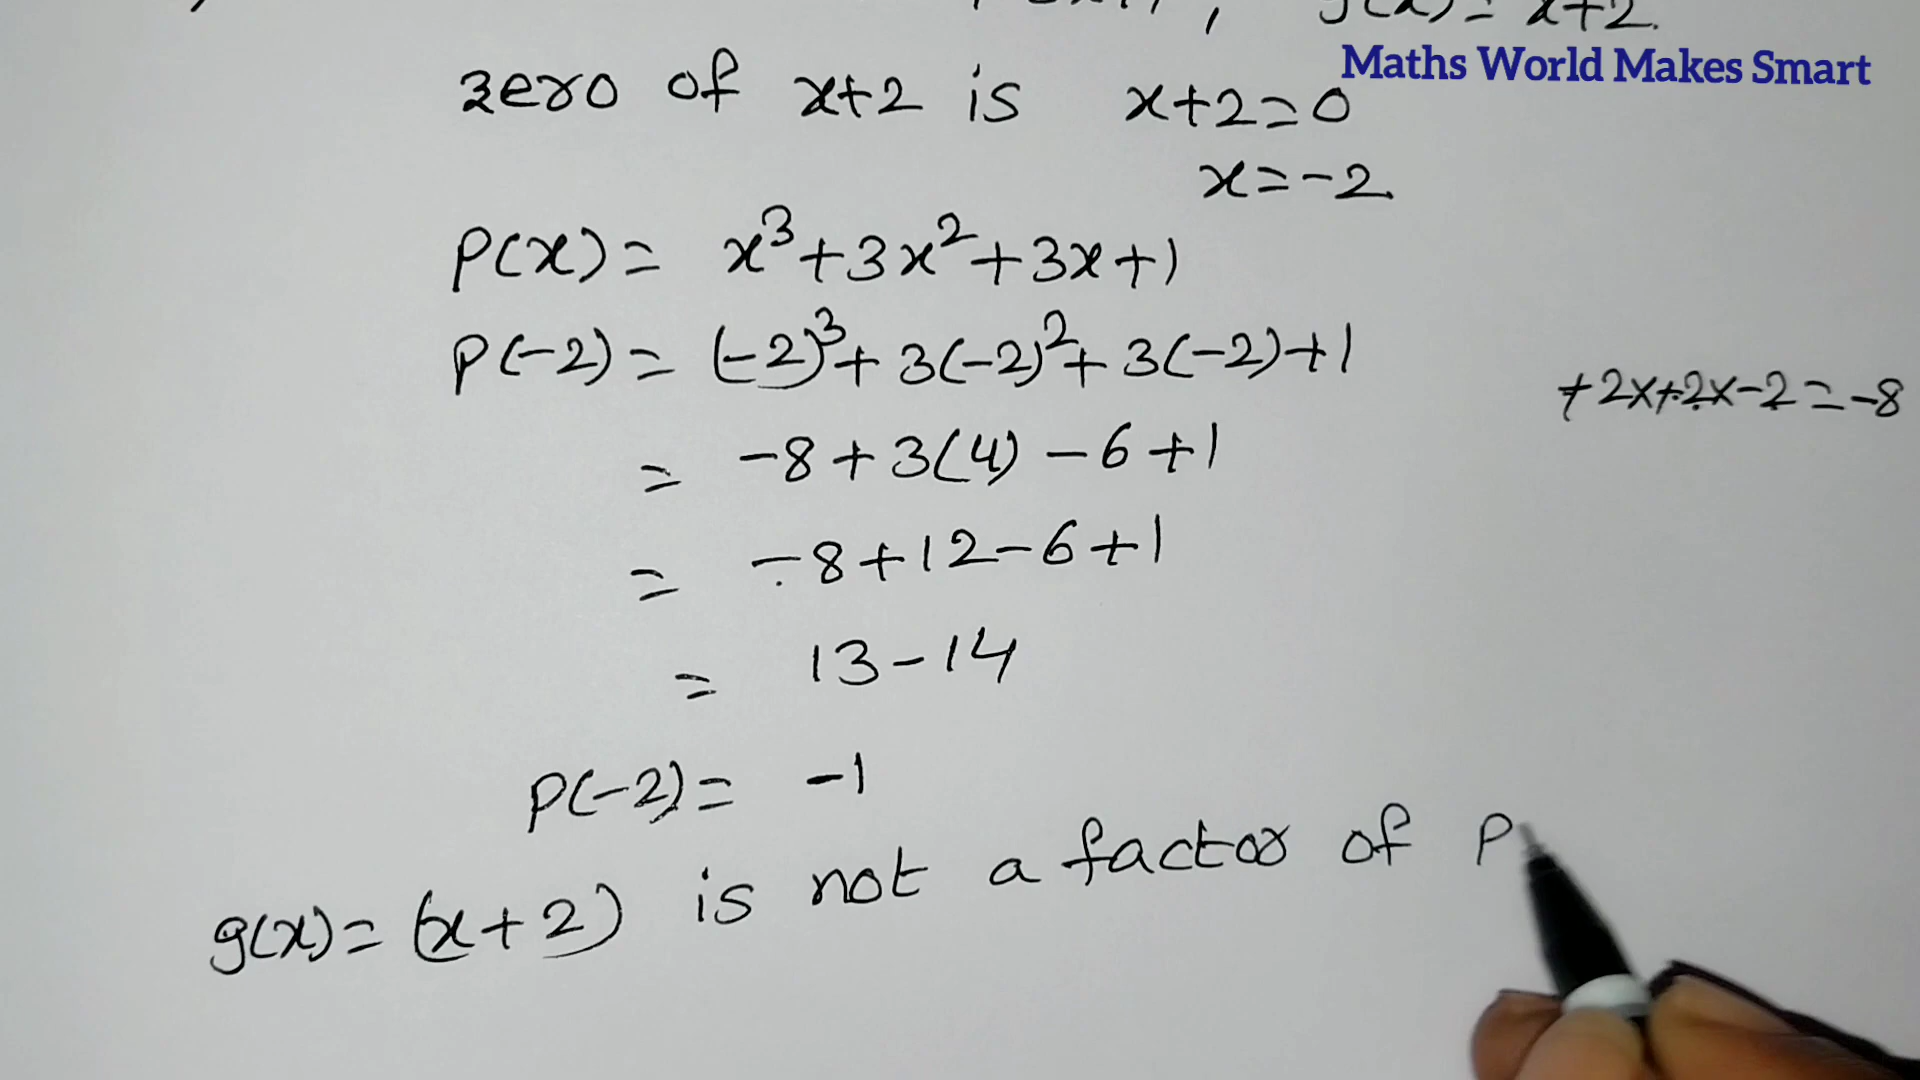 g(x) = x+2.
Maths World Makes Smart
zero of x+2 is x+2=0
x=-2.
P(x) = x³+3x²+3x+1
P(-2) = (-2)³+ 3(-2)²+ 3(-2)+1
+2x+2x-2=-8
= -8+3(4) -6+1
= -8+12-6+1
= 13-14
P(-2)= -1
g(x)= (x+2) is not a factor of P